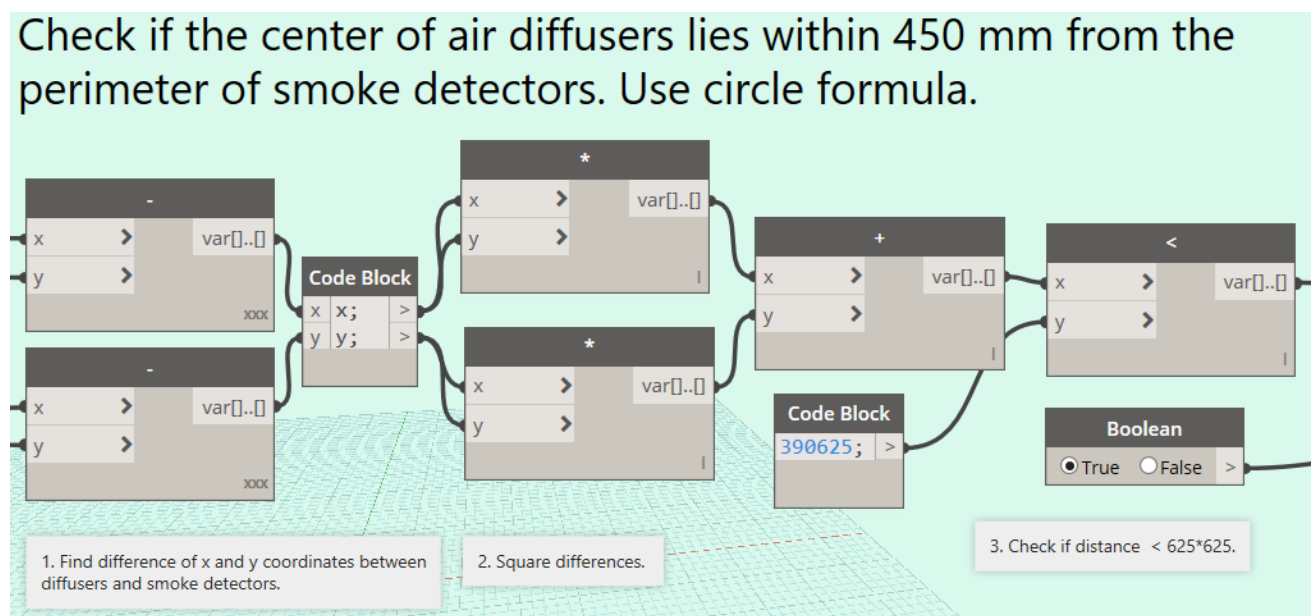 Check if the center of air diffusers lies within 450 mm from the
perimeter of smoke detectors. Use circle formula.
-
x > var[]..[]
y >
xxx
-
x > var[]..[]
y >
xxx
Code Block
x x; >
y y; >
*
x > var[]..[]
y >
l
*
x > var[]..[]
y >
l
+
x > var[]..[]
y >
l
Code Block
390625; >
<
x > var[]..[]
y >
l
Boolean
True False >
1. Find difference of x and y coordinates between
diffusers and smoke detectors.
2. Square differences.
3. Check if distance < 625*625.